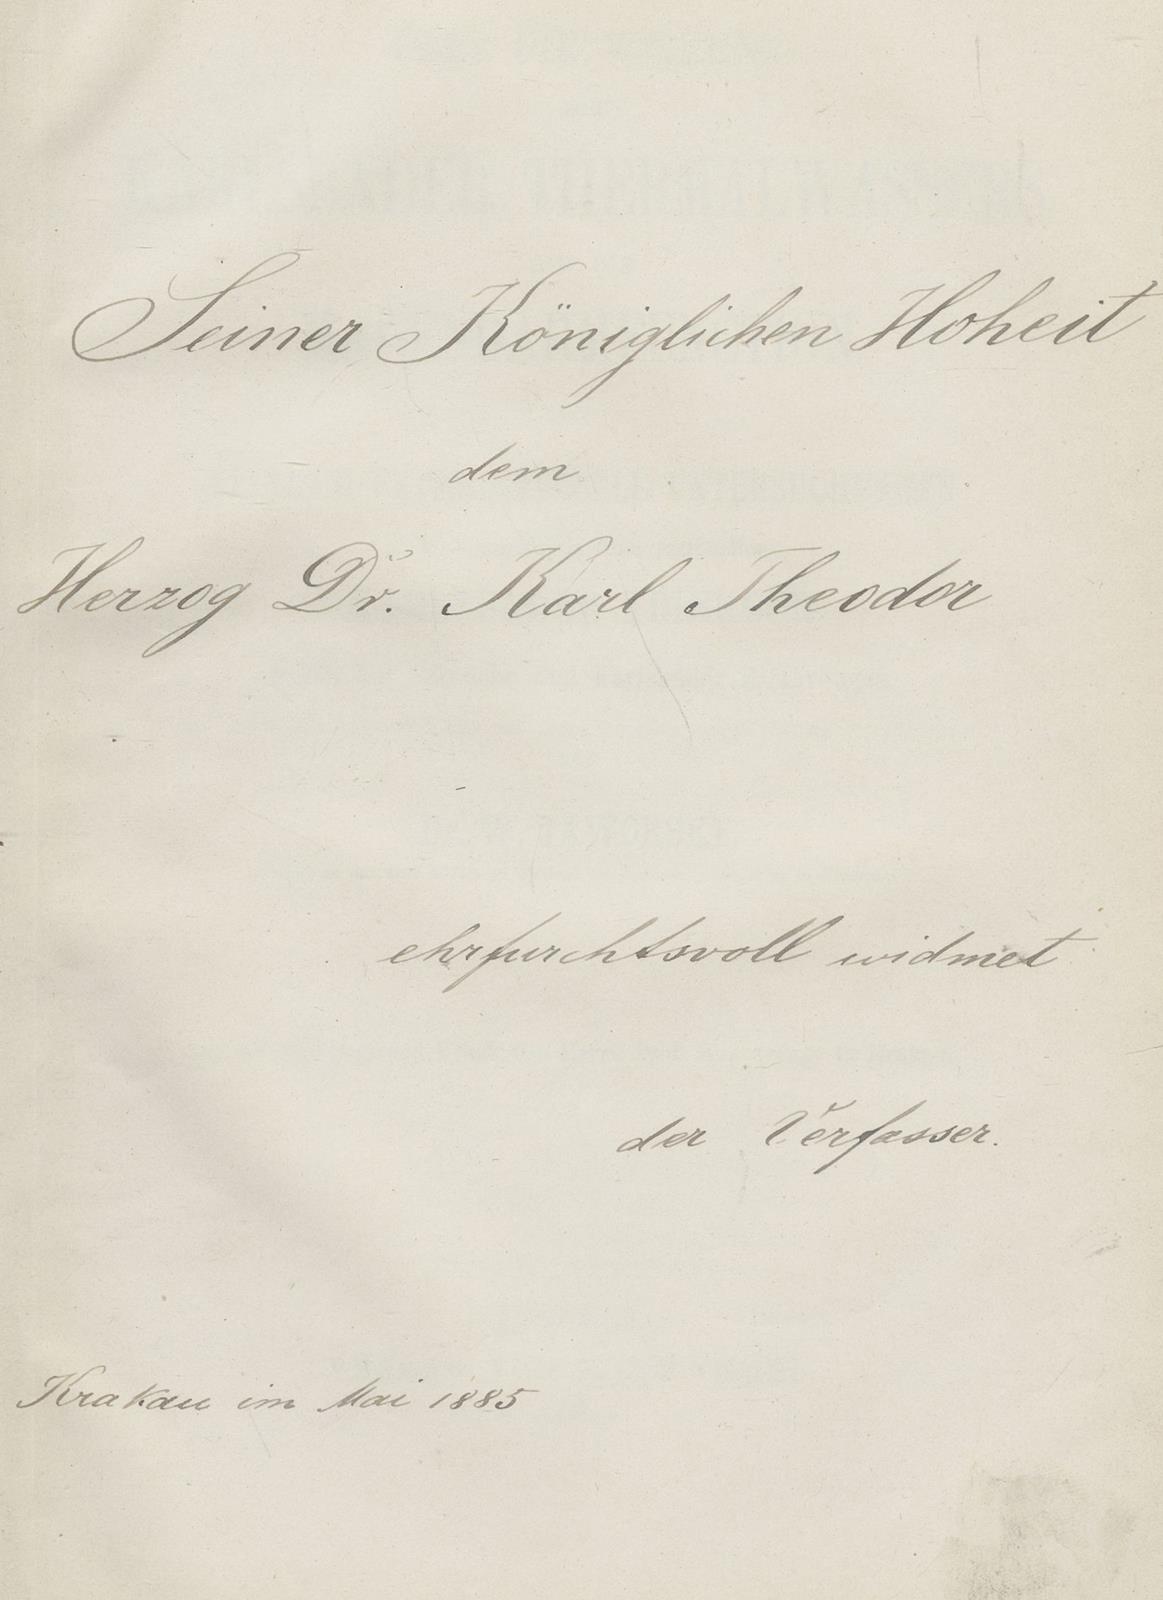 Seiner Königlichen Hoheit
dem
Herzog Dr. Karl Theodor
ehrfurchtsvoll widmet
der Verfasser.
Krakau im Mai 1885